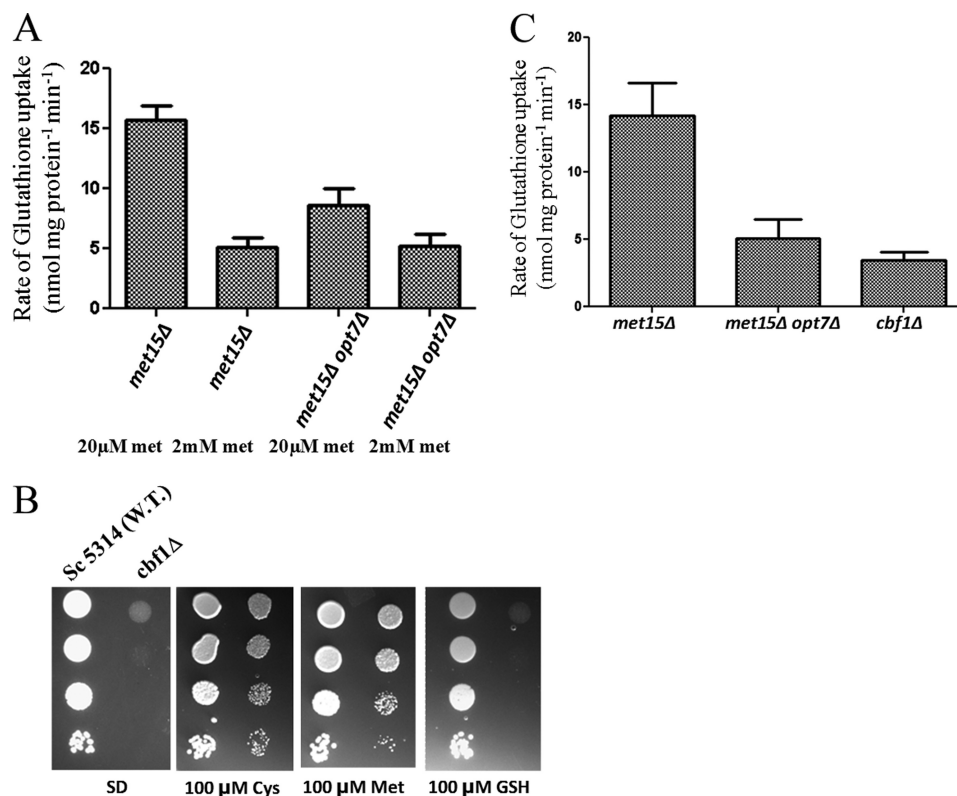 A
Rate of Glutathione uptake
(nmol mg protein⁻¹ min⁻¹)
20
15
10
5
0
met15Δ
met15Δ
met15Δ opt7Δ
met15Δ opt7Δ
20µM met 2mM met 20µM met 2mM met
C
Rate of Glutathione uptake
(nmol mg protein⁻¹ min⁻¹)
20
15
10
5
0
met15Δ met15Δ opt7Δ cbf1Δ
B
Sc 5314 (W.T.)
cbf1Δ
SD 100 µM Cys 100 µM Met 100 µM GSH